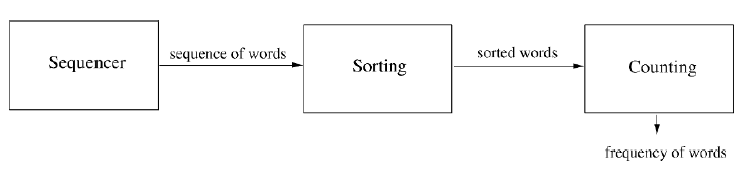 Sequencer
sequence of words
Sorting
sorted words
Counting
frequency of words